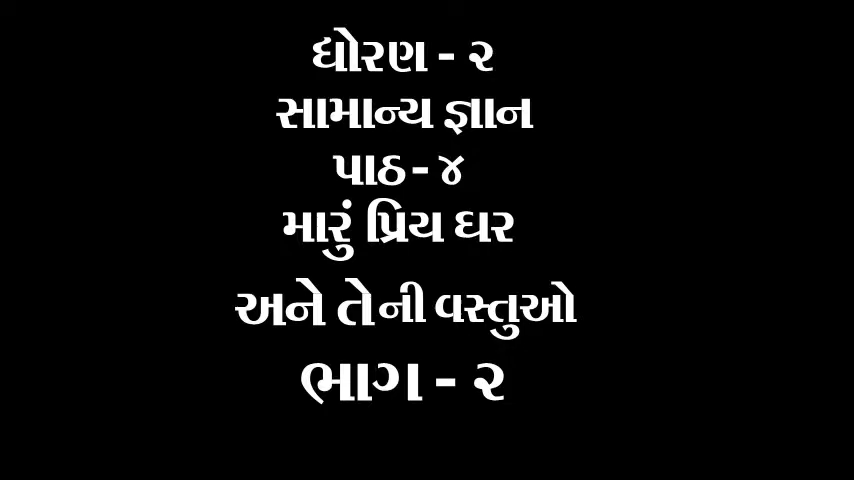 ધોરણ - ૨
સામાન્ય જ્ઞાન
પાઠ - ૪
મારું પ્રિય ઘર
અને તેની વસ્તુઓ
ભાગ - ૨